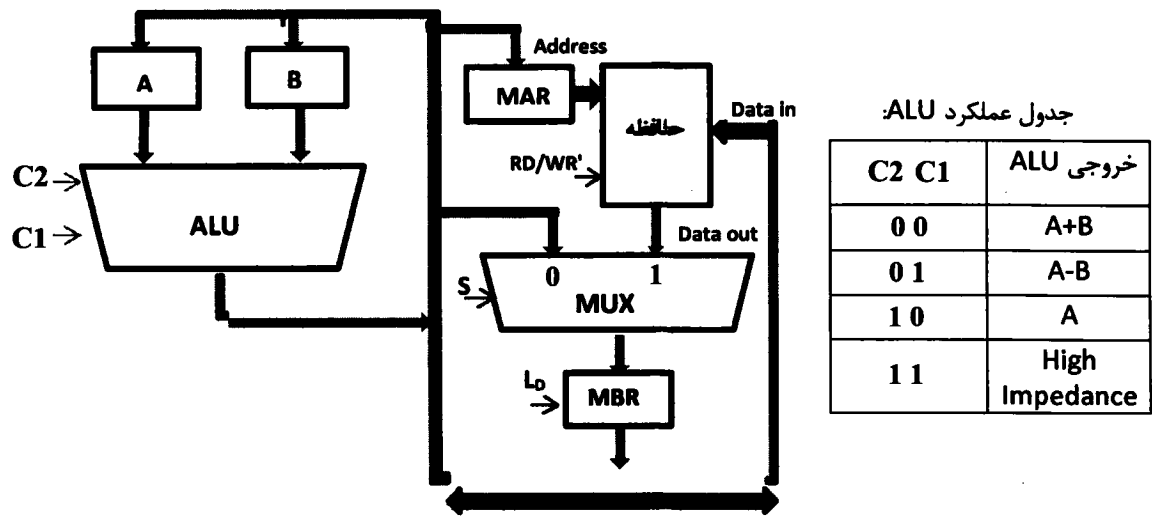 A
B
C2
C1
ALU
Address
MAR
حافظه
Data in
RD/WR'
Data out
0
1
S
MUX
L_D
MBR
جدول عملکرد ALU:
C2 C1
خروجی ALU
0 0
A+B
0 1
A-B
1 0
A
1 1
High
Impedance